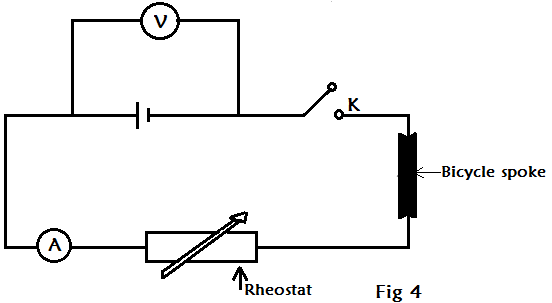 V
K
Bicycle spoke
A
Rheostat
Fig 4